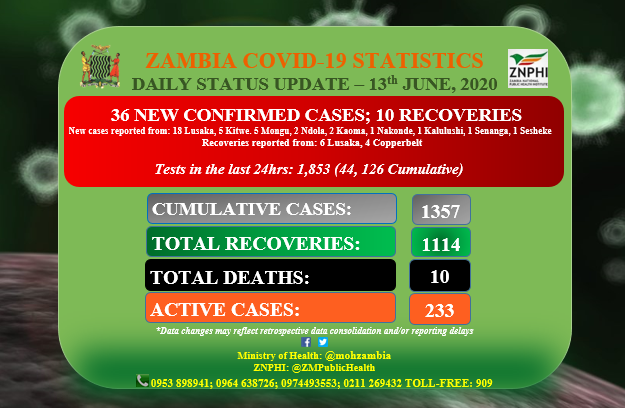 ZAMBIA COVID-19 STATISTICS
DAILY STATUS UPDATE – 13th JUNE, 2020
ZNPHI
ZAMBIA NATIONAL
PUBLIC HEALTH INSTITUTE
36 NEW CONFIRMED CASES; 10 RECOVERIES
New cases reported from: 18 Lusaka, 5 Kitwe. 5 Mongu, 2 Ndola, 2 Kaoma, 1 Nakonde, 1 Kalulushi, 1 Senanga, 1 Sesheke
Recoveries reported from: 6 Lusaka, 4 Copperbelt
Tests in the last 24hrs: 1,853 (44, 126 Cumulative)
CUMULATIVE CASES: 1357
TOTAL RECOVERIES: 1114
TOTAL DEATHS: 10
ACTIVE CASES: 233
*Data changes may reflect retrospective data consolidation and/or reporting delays
Ministry of Health: @mohzambia
ZNPHI: @ZMPublicHealth
0953 898941; 0964 638726; 0974493553; 0211 269432 TOLL-FREE: 909